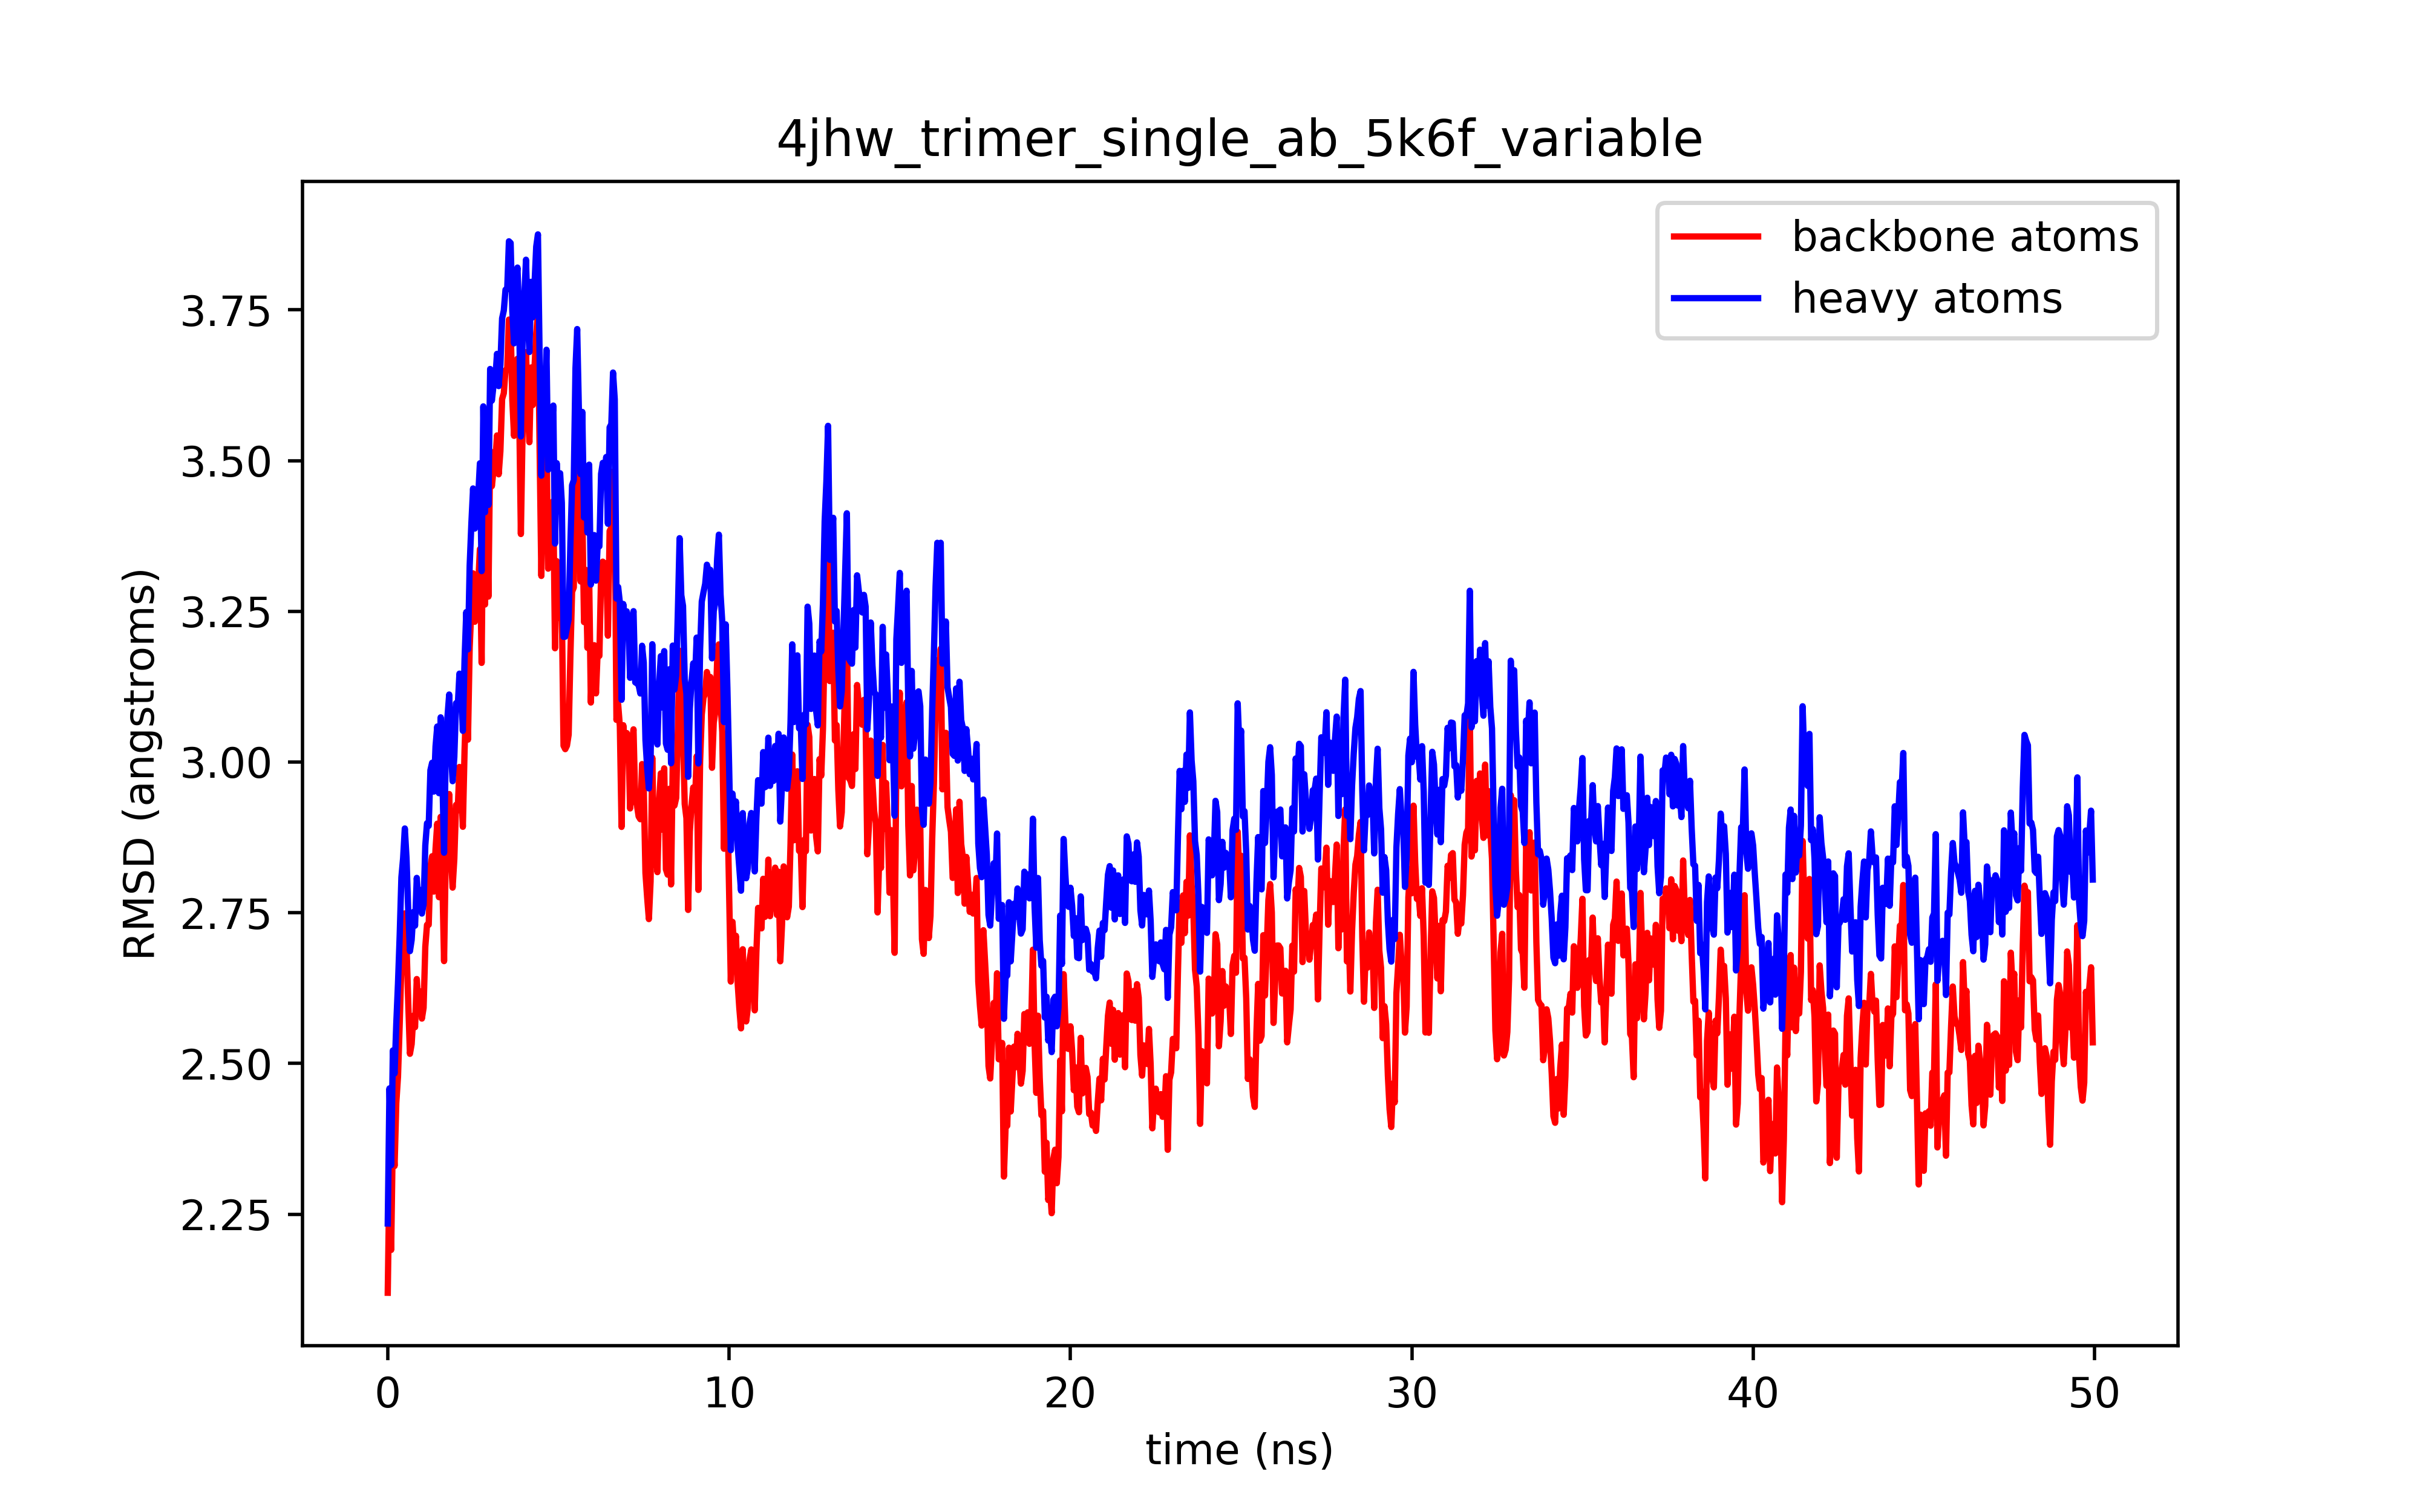 4jhw_trimer_single_ab_5k6f_variable
backbone atoms
heavy atoms
RMSD (angstroms)
3.75
3.50
3.25
3.00
2.75
2.50
2.25
0 10 20 30 40 50
time (ns)